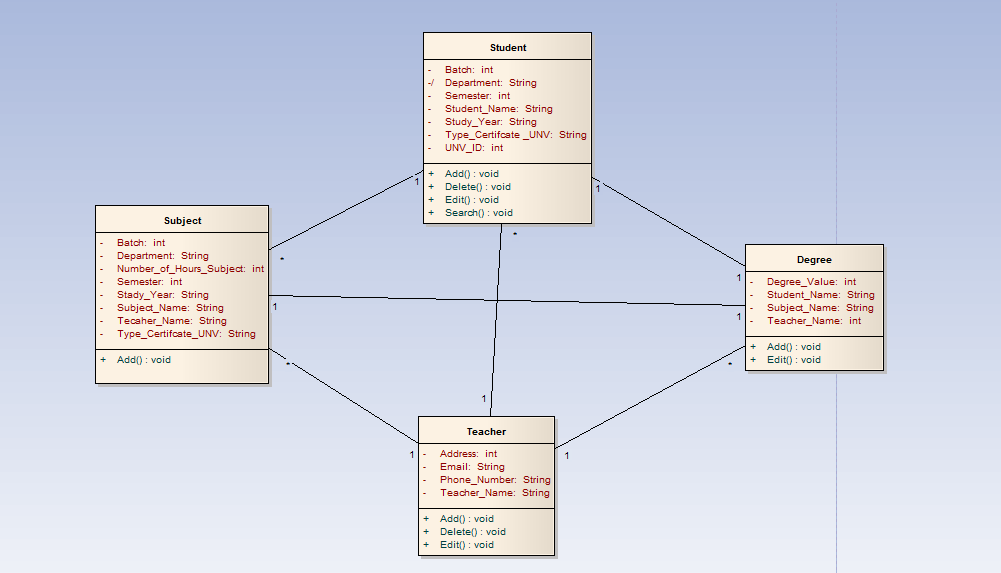 Student
- Batch: int
-/ Department: String
- Semester: int
- Student_Name: String
- Study_Year: String
- Type_Certifcate _UNV: String
- UNV_ID: int
+ Add() : void
+ Delete() : void
+ Edit() : void
+ Search() : void
1
1
*
Subject
- Batch: int
- Department: String
- Number_of_Hours_Subject: int
- Semester: int
- Stady_Year: String
- Subject_Name: String
- Tecaher_Name: String
- Type_Certifcate_UNV: String
+ Add() : void
*
1
*
Degree
- Degree_Value: int
- Student_Name: String
- Subject_Name: String
- Teacher_Name: int
+ Add() : void
+ Edit() : void
1
1
*
1
Teacher
- Address: int
- Email: String
- Phone_Number: String
- Teacher_Name: String
+ Add() : void
+ Delete() : void
+ Edit() : void
1
1